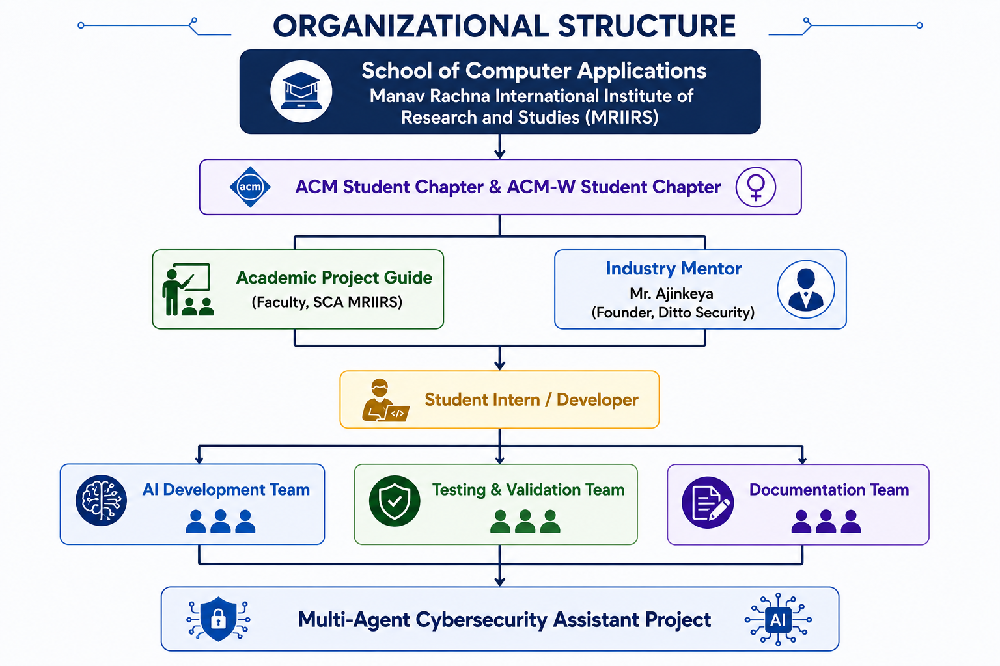 ORGANIZATIONAL STRUCTURE
School of Computer Applications
Manav Rachna International Institute of
Research and Studies (MRIIRS)
acm
ACM Student Chapter & ACM-W Student Chapter
Academic Project Guide
(Faculty, SCA MRIIRS)
Industry Mentor
Mr. Ajinkeya
(Founder, Ditto Security)
</>
Student Intern / Developer
AI Development Team
Testing & Validation Team
Documentation Team
Multi-Agent Cybersecurity Assistant Project
AI